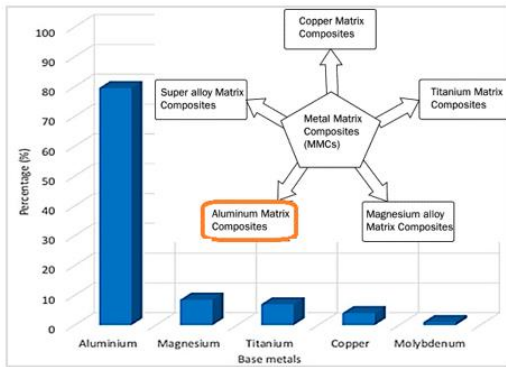 Copper Matrix
Composites
Super alloy Matrix
Composites
Titanium Matrix
Composites
Metal Matrix
Composites
(MMCs)
Aluminum Matrix
Composites
Magnesium alloy
Matrix Composites
Percentage (%)
100
90
80
70
60
50
40
30
20
10
0
Aluminium Magnesium Titanium Copper Molybdenum
Base metals